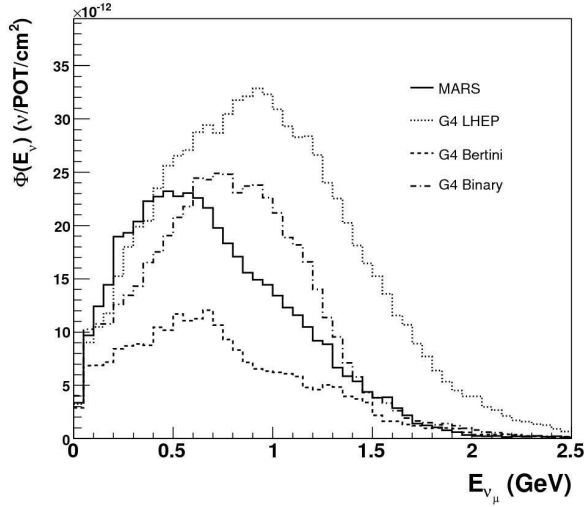 ×10⁻¹²
Φ(E_ν) (ν/POT/cm²)
35
30
25
20
15
10
5
0
MARS
G4 LHEP
G4 Bertini
G4 Binary
0 0.5 1 1.5 2 2.5
E_ν_μ (GeV)